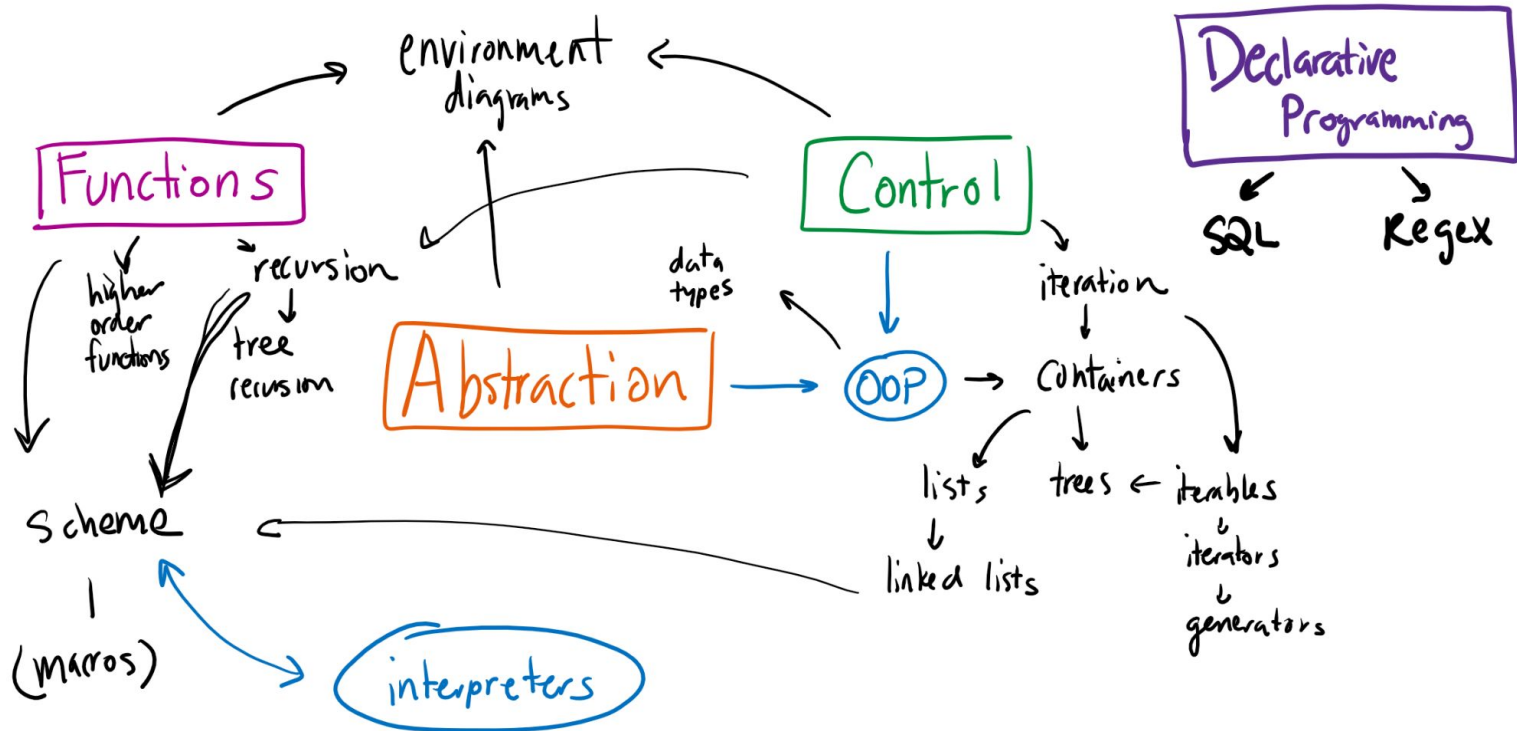 environment
diagrams
Declarative
Programming
Functions
Control
SQL
Regex
recursion
higher
order
functions
tree
recusion
data
types
iteration
Abstraction
OOP
containers
lists
trees
iterables
scheme
linked lists
iterators
generators
(macros)
interpreters